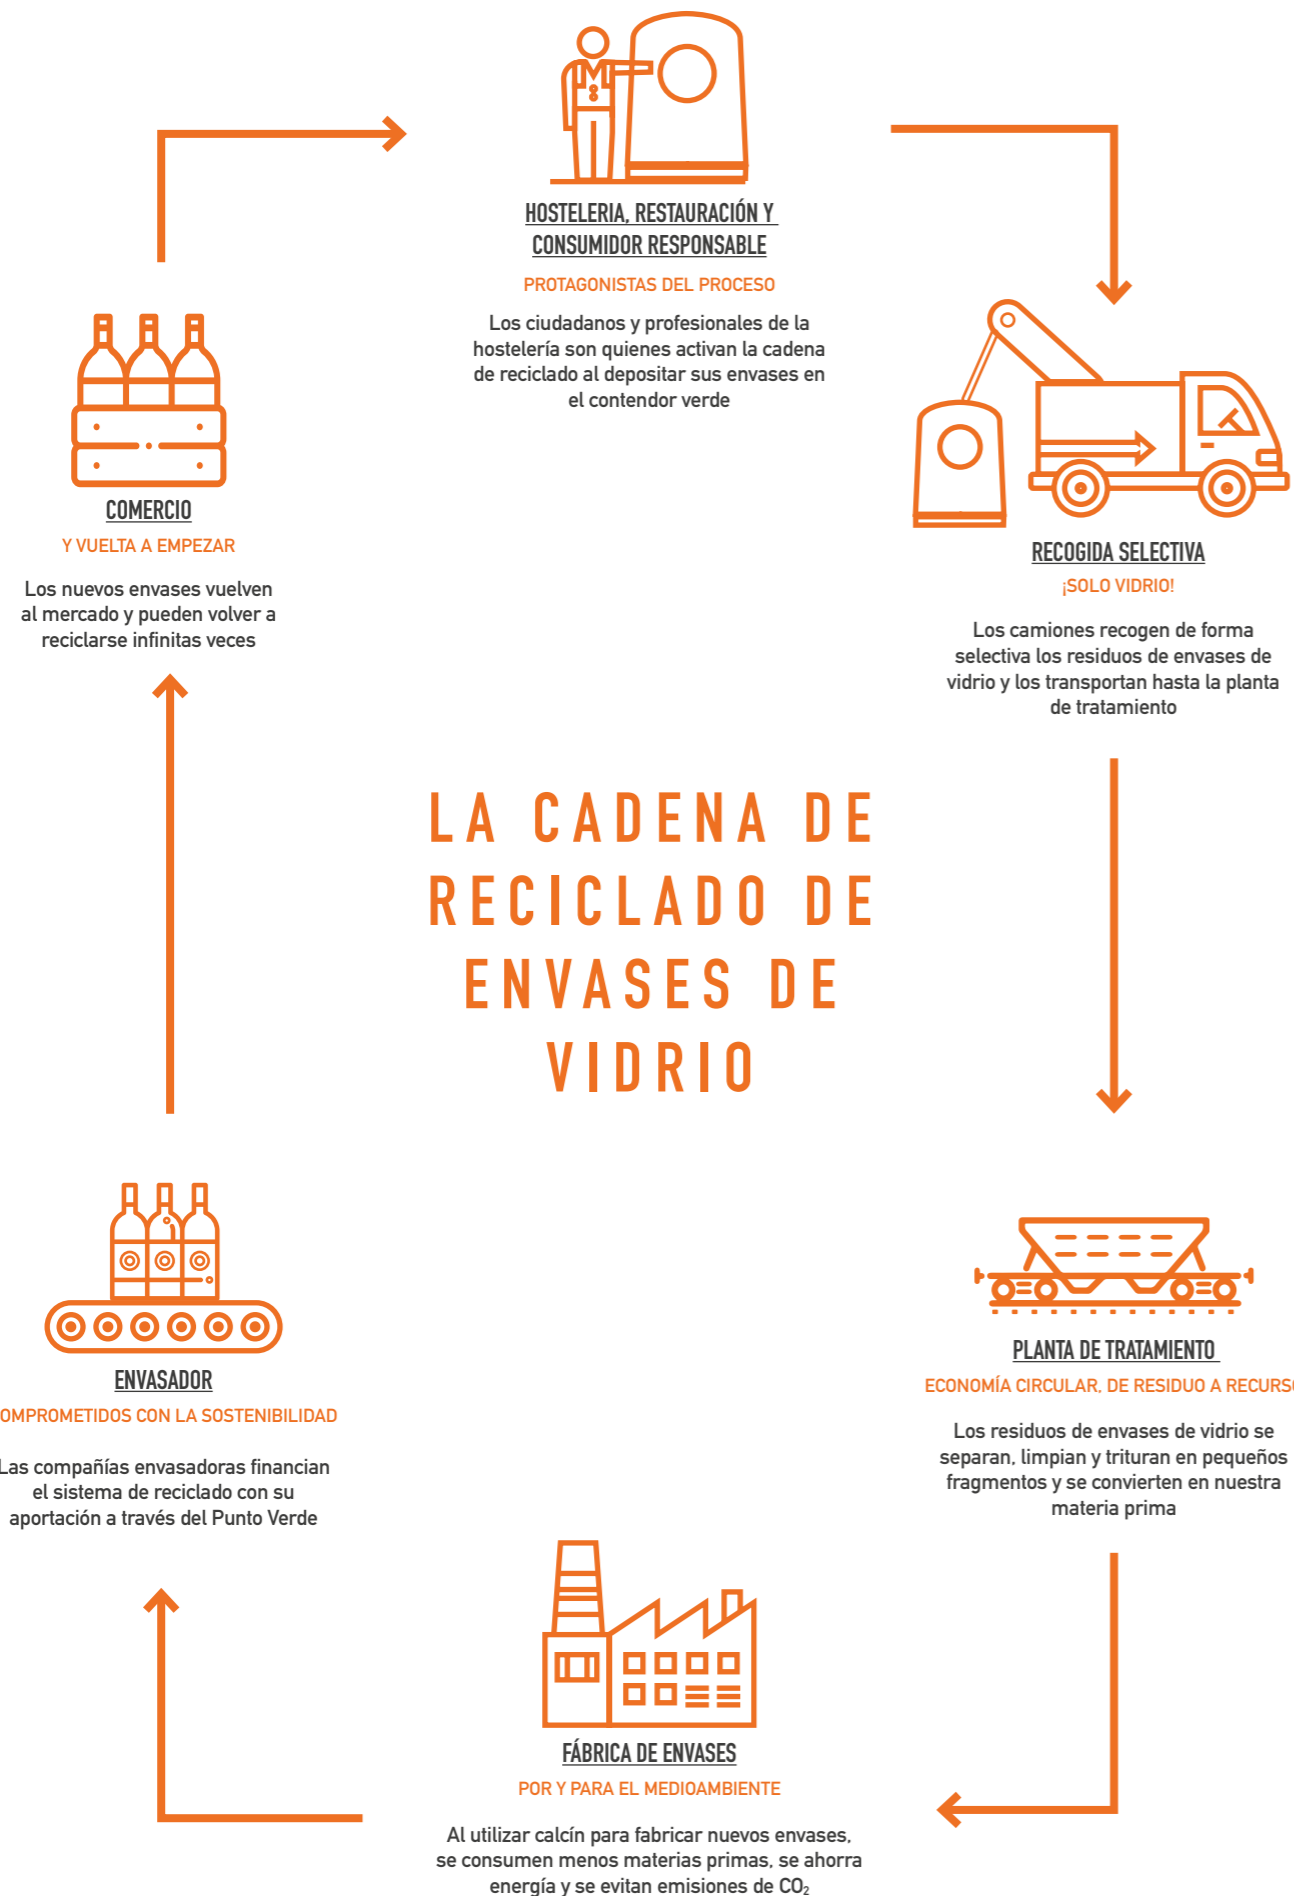 HOSTELERIA, RESTAURACIÓN Y
CONSUMIDOR RESPONSABLE
PROTAGONISTAS DEL PROCESO
Los ciudadanos y profesionales de la
hostelería son quienes activan la cadena
de reciclado al depositar sus envases en
el contendor verde
RECOGIDA SELECTIVA
¡SOLO VIDRIO!
Los camiones recogen de forma
selectiva los residuos de envases de
vidrio y los transportan hasta la planta
de tratamiento
COMERCIO
Y VUELTA A EMPEZAR
Los nuevos envases vuelven
al mercado y pueden volver a
reciclarse infinitas veces
LA CADENA DE
RECICLADO DE
ENVASES DE
VIDRIO
PLANTA DE TRATAMIENTO
ECONOMÍA CIRCULAR, DE RESIDUO A RECURSO
Los residuos de envases de vidrio se
separan, limpian y trituran en pequeños
fragmentos y se convierten en nuestra
materia prima
ENVASADOR
OMPROMETIDOS CON LA SOSTENIBILIDAD
Las compañías envasadoras financian
el sistema de reciclado con su
aportación a través del Punto Verde
FÁBRICA DE ENVASES
POR Y PARA EL MEDIOAMBIENTE
Al utilizar calcín para fabricar nuevos envases,
se consumen menos materias primas, se ahorra
energía y se evitan emisiones de CO₂